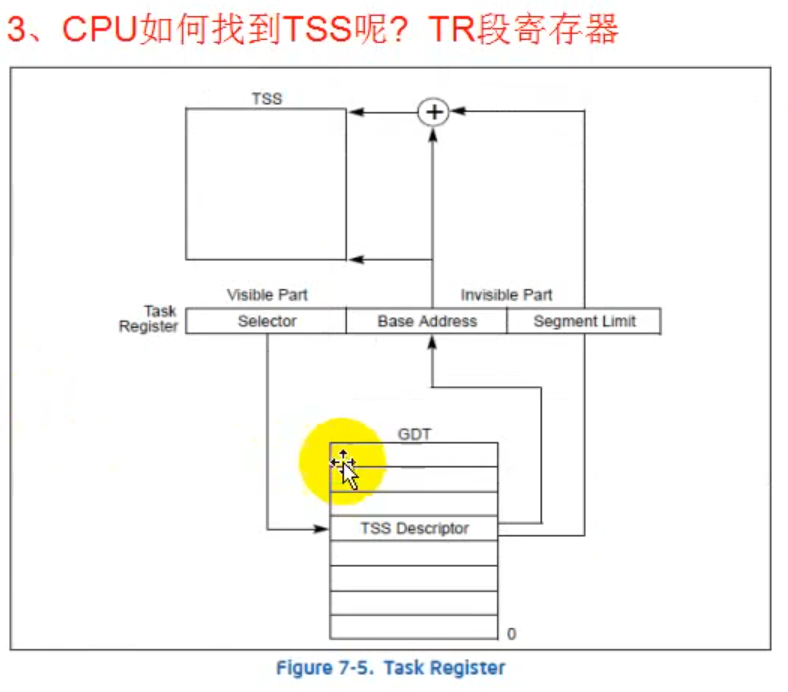 3、CPU如何找到TSS呢？TR段寄存器
TSS
+
Visible Part
Invisible Part
Task
Register
Selector
Base Address
Segment Limit
GDT
TSS Descriptor
0
Figure 7-5. Task Register